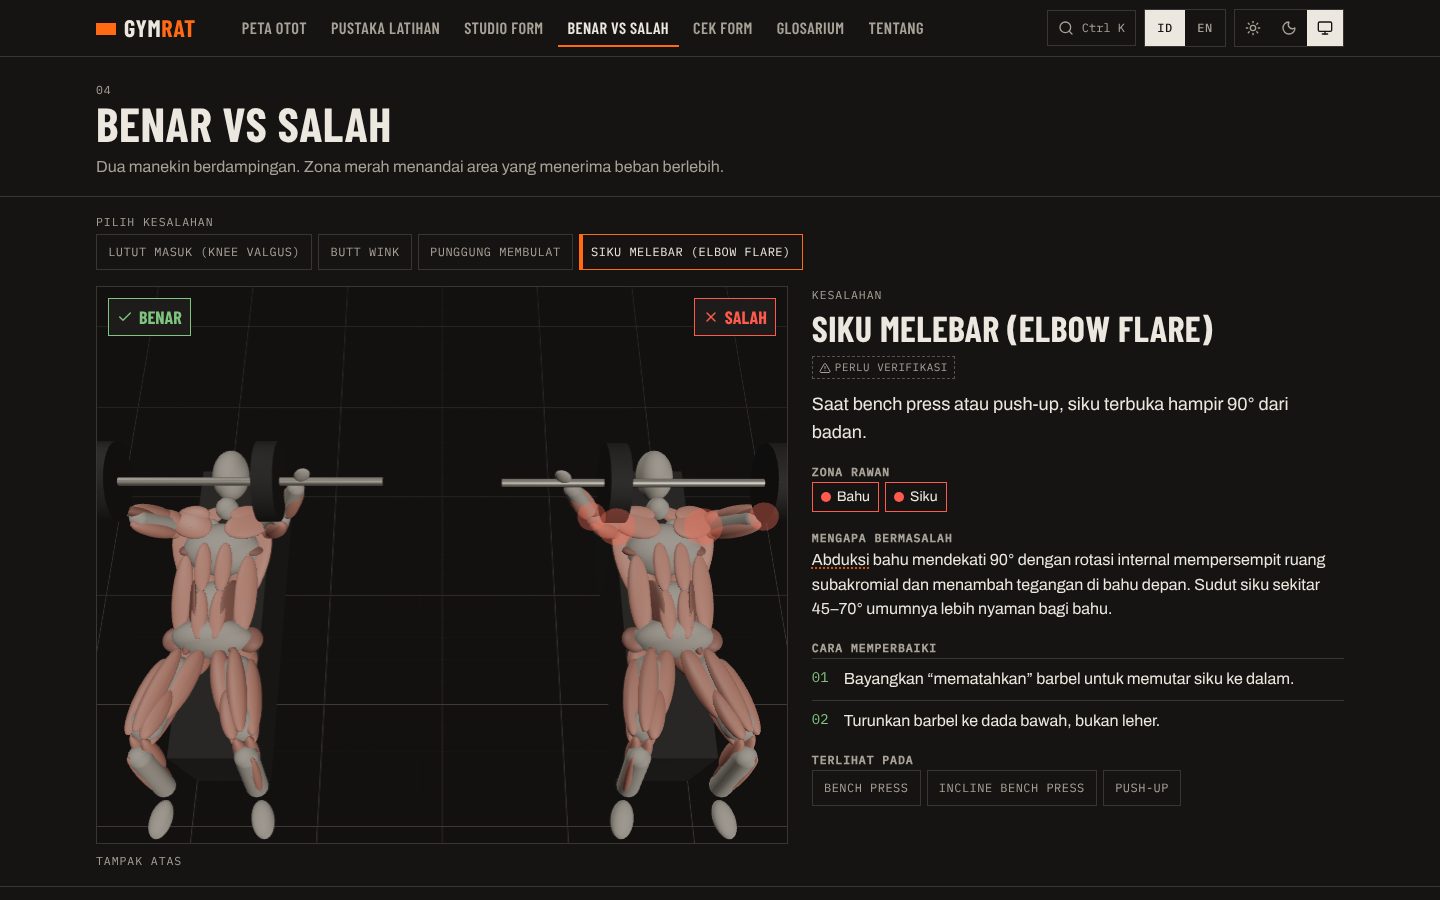 GYMRAT
PETA OTOT
PUSTAKA LATIHAN
STUDIO FORM
BENAR VS SALAH
CEK FORM
GLOSARIUM
TENTANG
Ctrl K
ID
EN
04
BENAR VS SALAH
Dua manekin berdampingan. Zona merah menandai area yang menerima beban berlebih.
PILIH KESALAHAN
LUTUT MASUK (KNEE VALGUS)
BUTT WINK
PUNGGUNG MEMBULAT
SIKU MELEBAR (ELBOW FLARE)
BENAR
SALAH
TAMPAK ATAS
KESALAHAN
SIKU MELEBAR (ELBOW FLARE)
PERLU VERIFIKASI
Saat bench press atau push-up, siku terbuka hampir 90° dari
badan.
ZONA RAWAN
Bahu
Siku
MENGAPA BERMASALAH
Abduksi bahu mendekati 90° dengan rotasi internal mempersempit ruang
subakromial dan menambah tegangan di bahu depan. Sudut siku sekitar
45–70° umumnya lebih nyaman bagi bahu.
CARA MEMPERBAIKI
01 Bayangkan “mematahkan” barbel untuk memutar siku ke dalam.
02 Turunkan barbel ke dada bawah, bukan leher.
TERLIHAT PADA
BENCH PRESS
INCLINE BENCH PRESS
PUSH-UP